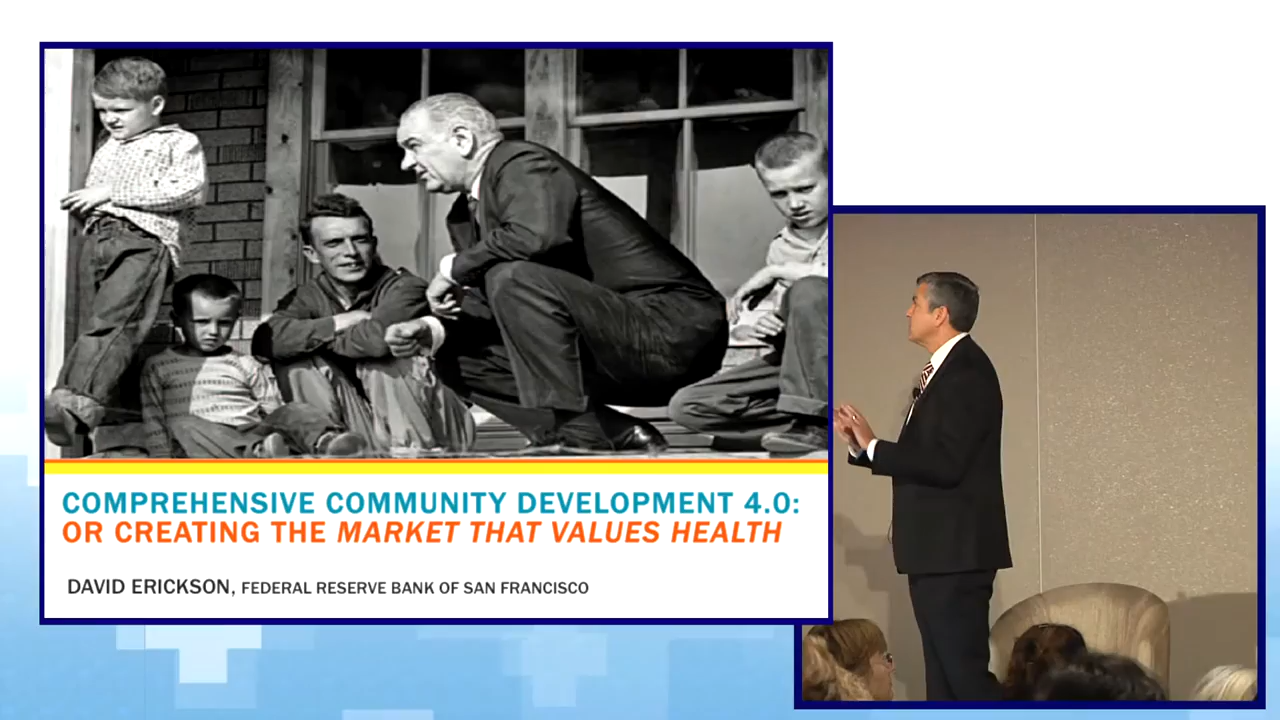 COMPREHENSIVE COMMUNITY DEVELOPMENT 4.0:
OR CREATING THE MARKET THAT VALUES HEALTH
DAVID ERICKSON, FEDERAL RESERVE BANK OF SAN FRANCISCO